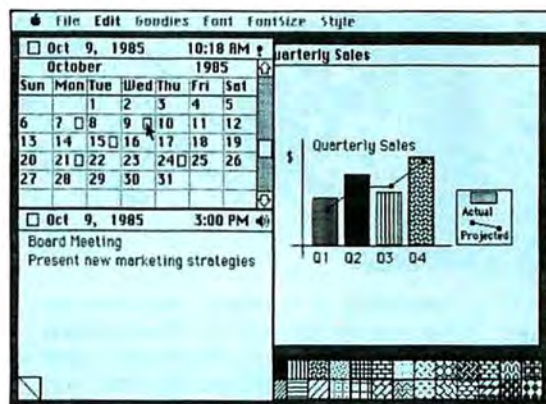 File Edit Goodies Font FontSize Style
Oct 9, 1985 10:18 AM
October 1985
Sun Mon Tue Wed Thu Fri Sat
1 2 3 4 5
6 7 8 9 10 11 12
13 14 15 16 17 18 19
20 21 22 23 24 25 26
27 28 29 30 31
Oct 9, 1985 3:00 PM
Board Meeting
Present new marketing strategies
uarterly Sales
Quarterly Sales
$
Q1 Q2 Q3 Q4
Actual
Projected